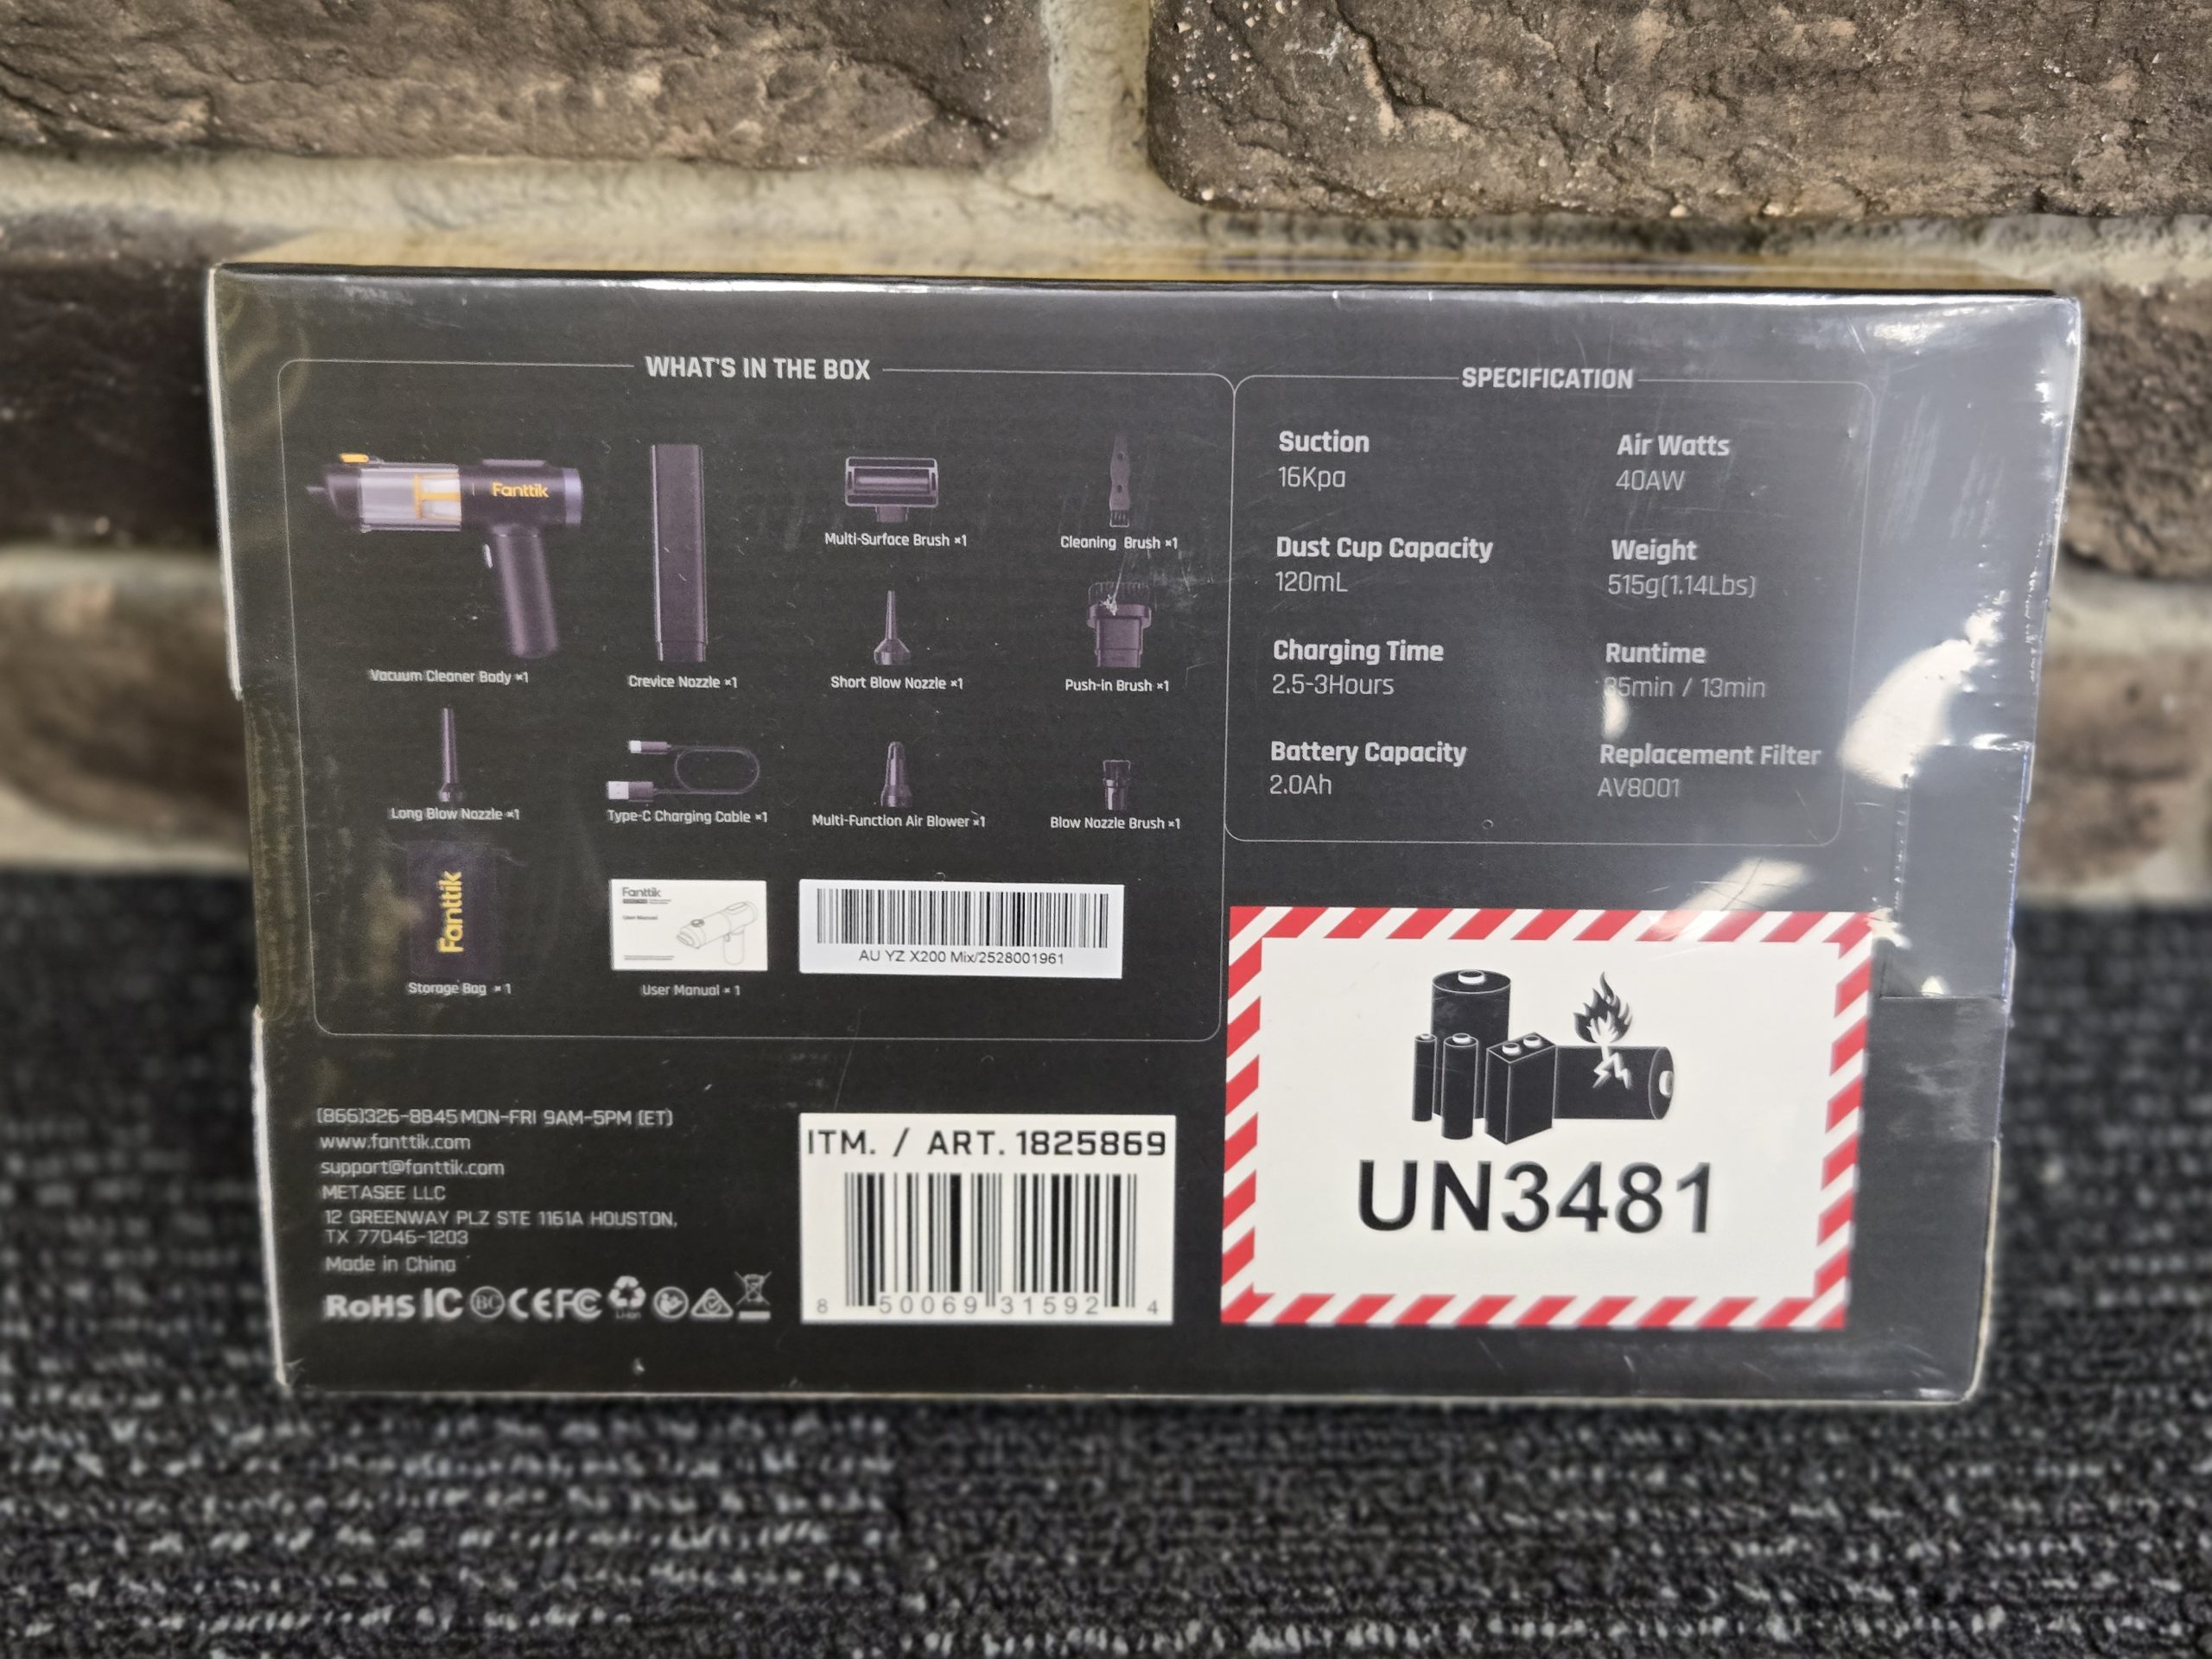 WHAT'S IN THE BOX
Fanttik
Vacuum Cleaner Body ×1
Crevice Nozzle ×1
Multi-Surface Brush ×1
Cleaning Brush ×1
Short Blow Nozzle ×1
Push-in Brush ×1
Long Blow Nozzle ×1
Type-C Charging Cable ×1
Multi-Function Air Blower ×1
Blow Nozzle Brush ×1
Fanttik
Storage Bag ×1
Fanttik
User Manual
User Manual ×1
AU YZ X200 Mix/2528001961
SPECIFICATION
Suction
16Kpa
Air Watts
40AW
Dust Cup Capacity
120mL
Weight
515g(1.14Lbs)
Charging Time
2.5-3Hours
Runtime
35min / 13min
Battery Capacity
2.0Ah
Replacement Filter
AV8001
(866)326-8845 MON-FRI 9AM-5PM (ET)
www.fanttik.com
support@fanttik.com
METASEE LLC
12 GREENWAY PLZ STE 1161A HOUSTON,
TX 77046-1203
Made in China
RoHS IC BC CE FC Li-ion
ITM. / ART. 1825869
8 50069 31592 4
UN3481